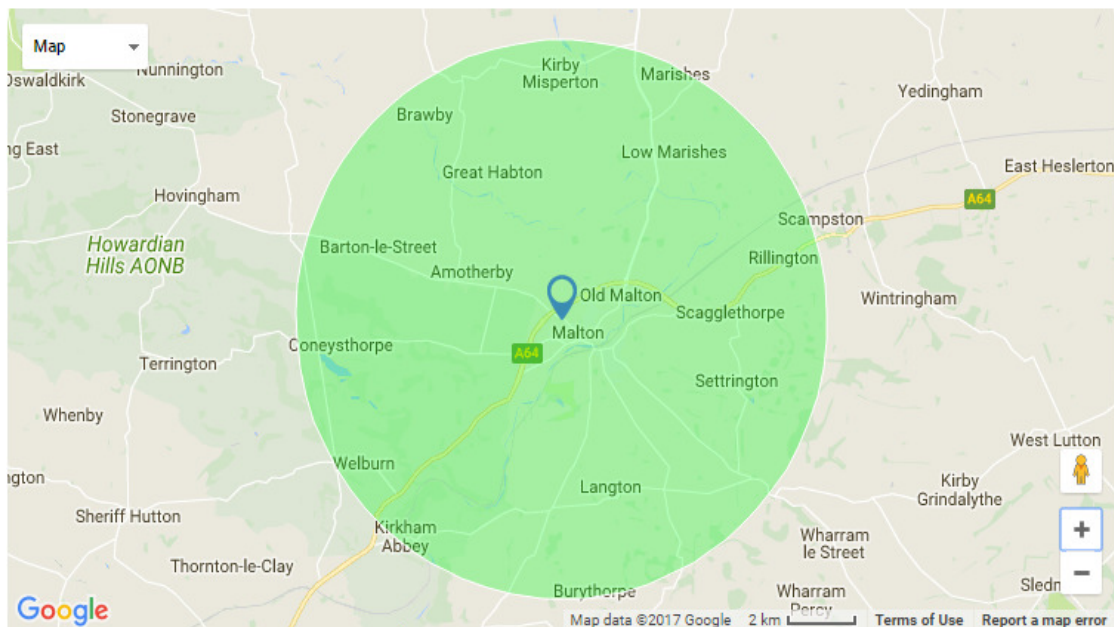 Map
Nunnington
Oswaldkirk
Kirby
Misperton
Marishes
Yedingham
Stonegrave
Brawby
ng East
Low Marishes
Great Habton
East Heslerton
Hovingham
A64
Scampston
Howardian
Hills AONB
Barton-le-Street
Amotherby
Rillington
Old Malton
Wintringham
Scagglethorpe
Malton
Coneysthorpe
A64
Terrington
Settrington
Whenby
West Lutton
Welburn
ngton
Langton
Kirby
Grindalythe
Sheriff Hutton
Kirkham
Abbey
Wharram
le Street
Thornton-le-Clay
Burythorpe
Wharram
Percy
Sledm
+
−
Google
Map data ©2017 Google 2 km Terms of Use Report a map error